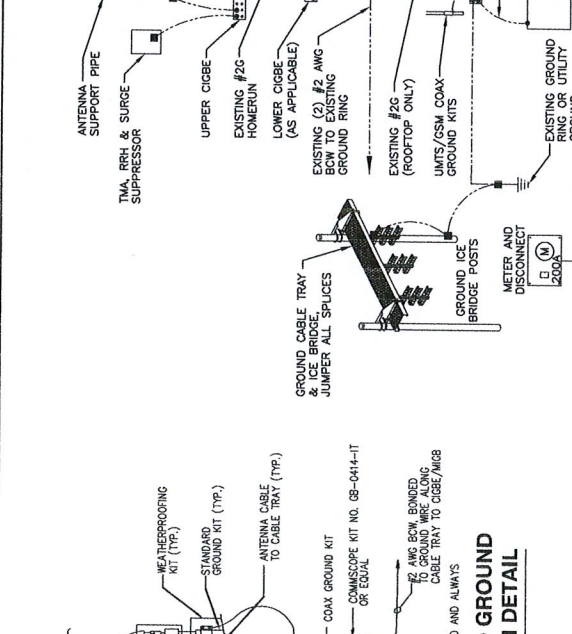 ANTENNA
SUPPORT PIPE
TMA, RRH & SURGE
SUPPRESSOR
UPPER CIGBE
EXISTING #2G
HOMERUN
LOWER CIGBE
(AS APPLICABLE)
EXISTING (2) #2 AWG
BCW TO EXISTING
GROUND RING
EXISTING #2G
(ROOFTOP ONLY)
UMTS/GSM COAX
GROUND KITS
EXISTING GROUND
RING OR UTILITY
GROUND CABLE TRAY
& ICE BRIDGE,
JUMPER ALL SPLICES
GROUND ICE
BRIDGE POSTS
METER AND
DISCONNECT
M
200A
WEATHERPROOFING
KIT (TYP.)
STANDARD
GROUND KIT (TYP.)
ANTENNA CABLE
TO CABLE TRAY (TYP.)
COAX GROUND KIT
COMMSCOPE KIT NO. GB-0414-IT
OR EQUAL
#2 AWG BCW, BONDED
TO GROUND WIRE ALONG
CABLE TRAY TO CIGBE/MIGB
AND ALWAYS
GROUND
DETAIL